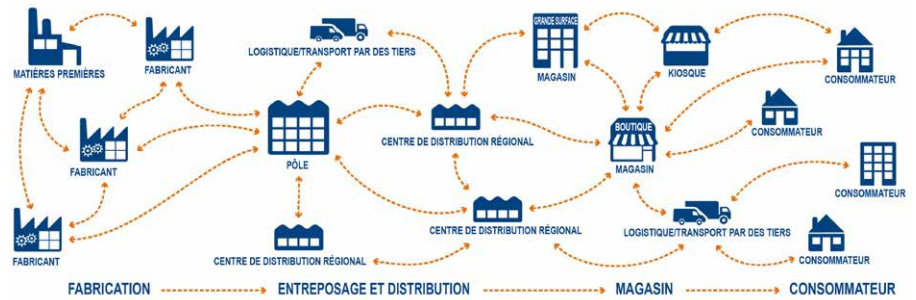 MATIÈRES PREMIÈRES
FABRICANT
LOGISTIQUE/TRANSPORT PAR DES TIERS
GRANDE SURFACE
MAGASIN
KIOSQUE
CONSOMMATEUR
FABRICANT
PÔLE
CENTRE DE DISTRIBUTION RÉGIONAL
BOUTIQUE
MAGASIN
CONSOMMATEUR
CONSOMMATEUR
FABRICANT
CENTRE DE DISTRIBUTION RÉGIONAL
CENTRE DE DISTRIBUTION RÉGIONAL
LOGISTIQUE/TRANSPORT PAR DES TIERS
CONSOMMATEUR
FABRICATION
ENTREPOSAGE ET DISTRIBUTION
MAGASIN
CONSOMMATEUR